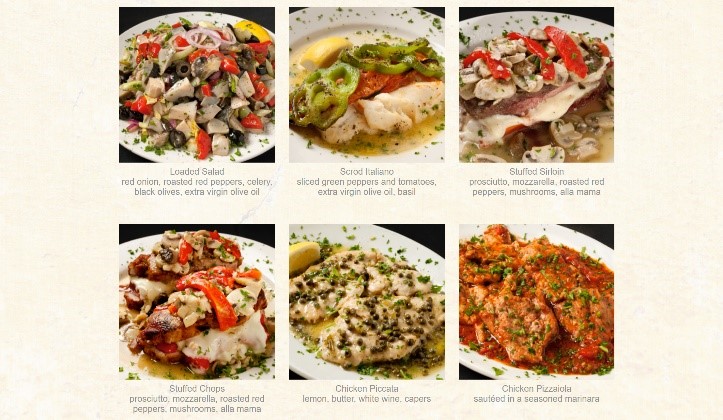 Loaded Salad
red onion, roasted red peppers, celery,
black olives, extra virgin olive oil
Scrod Italiano
sliced green peppers and tomatoes,
extra virgin olive oil, basil
Stuffed Sirloin
prosciutto, mozzarella, roasted red
peppers, mushrooms, alla mama
Stuffed Chops
prosciutto, mozzarella, roasted red
peppers, mushrooms, alla mama
Chicken Piccata
lemon, butter, white wine, capers
Chicken Pizzaiola
sautéed in a seasoned marinara